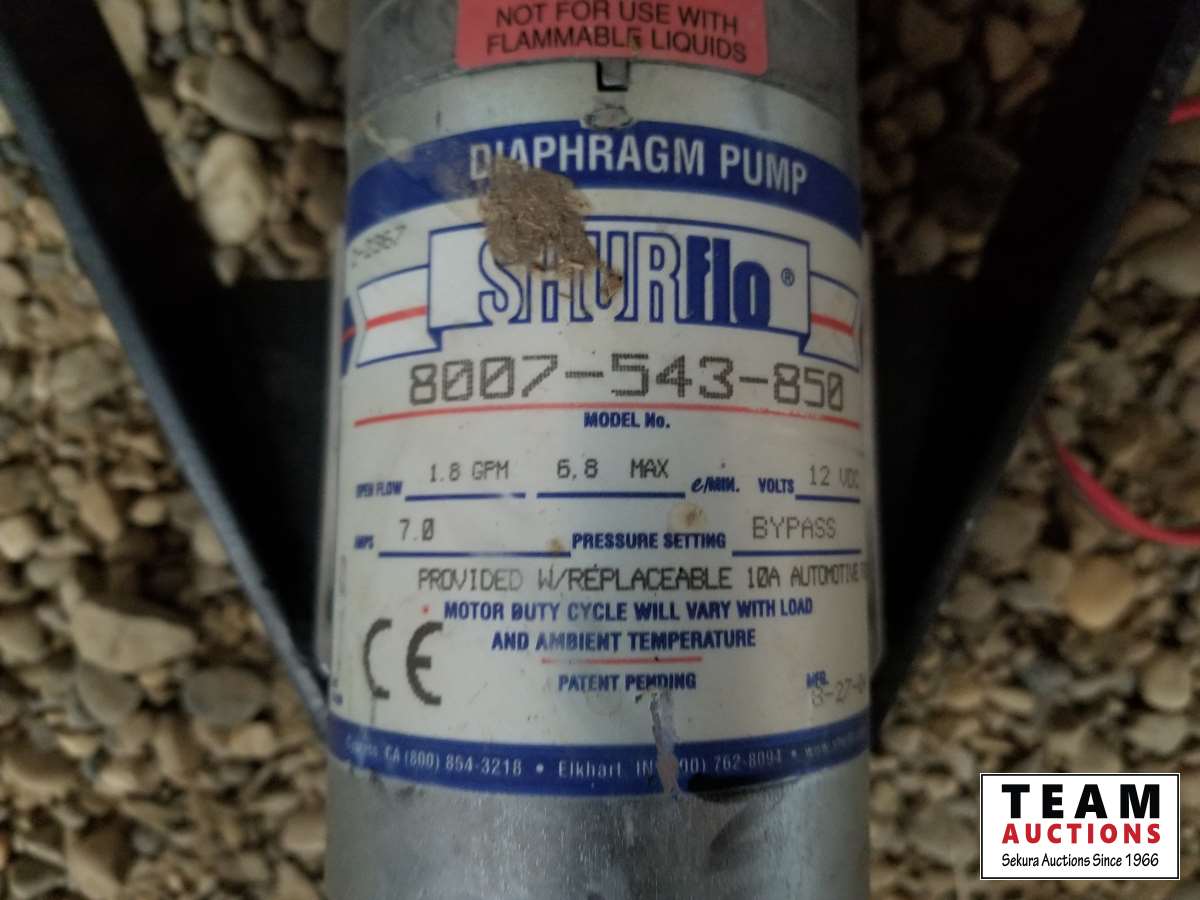 NOT FOR USE WITH
FLAMMABLE LIQUIDS
DIAPHRAGM PUMP
SHURflo®
8007-543-850
MODEL No.
OPEN FLOW 1.8 GPM 6.8 MAX ℓ/MIN. VOLTS 12 VDC
AMPS 7.0 PRESSURE SETTING BYPASS
PROVIDED W/REPLACEABLE 10A AUTOMOTIVE
MOTOR DUTY CYCLE WILL VARY WITH LOAD
AND AMBIENT TEMPERATURE
CE
PATENT PENDING
MFG.
3-27-0
CA (800) 854-3218 • Elkhart, IN 762-8094 •
TEAM
AUCTIONS
Sekura Auctions Since 1966